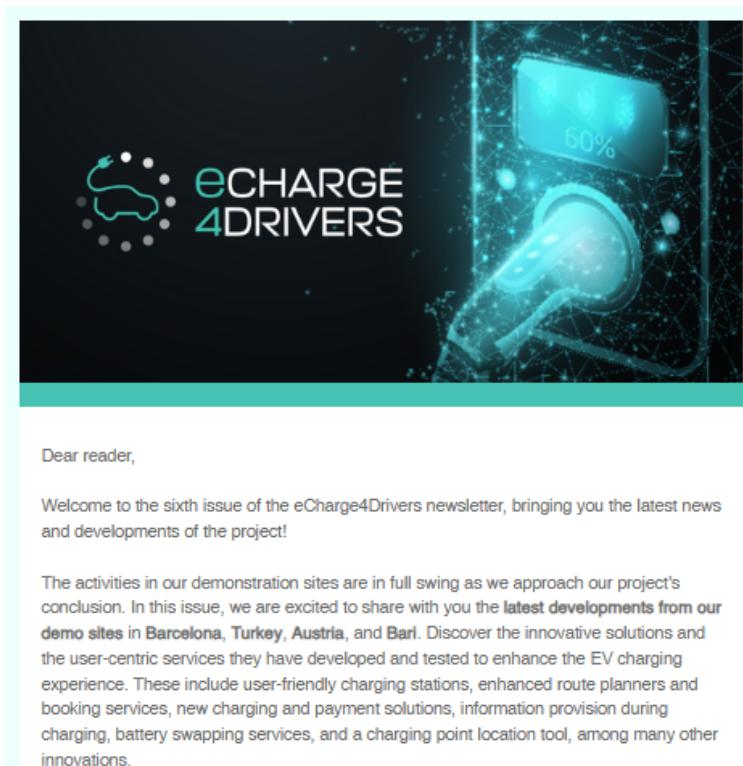 eCHARGE
4DRIVERS
60%
Dear reader,
Welcome to the sixth issue of the eCharge4Drivers newsletter, bringing you the latest news
and developments of the project!
The activities in our demonstration sites are in full swing as we approach our project's
conclusion. In this issue, we are excited to share with you the latest developments from our
demo sites in Barcelona, Turkey, Austria, and Bari. Discover the innovative solutions and
the user-centric services they have developed and tested to enhance the EV charging
experience. These include user-friendly charging stations, enhanced route planners and
booking services, new charging and payment solutions, information provision during
charging, battery swapping services, and a charging point location tool, among many other
innovations.